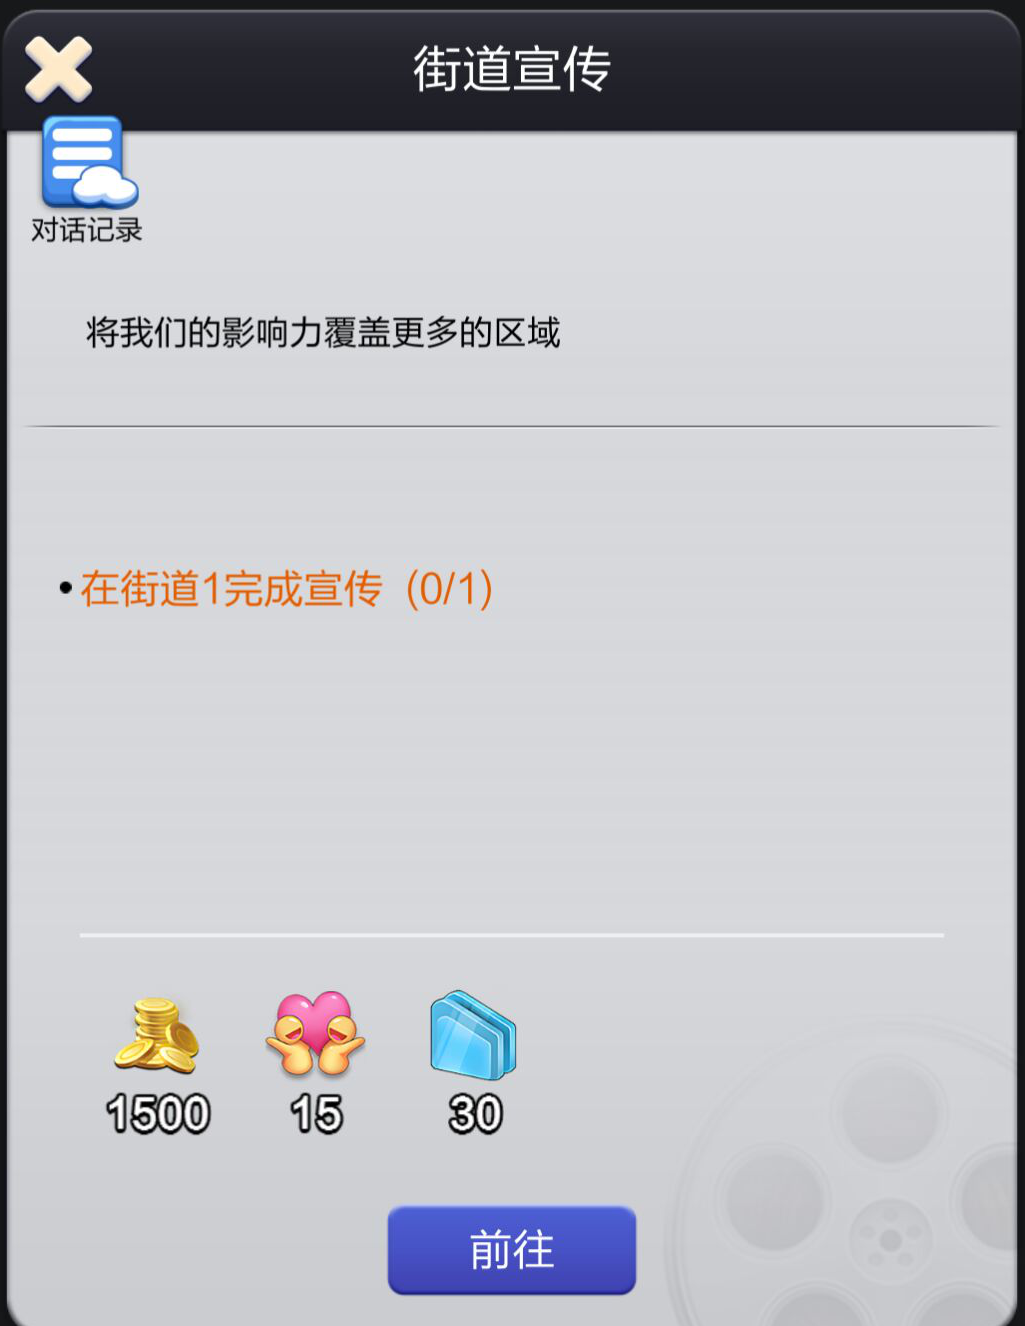 街道宣传
对话记录
将我们的影响力覆盖更多的区域
•在街道1完成宣传 (0/1)
1500 15 30
前往